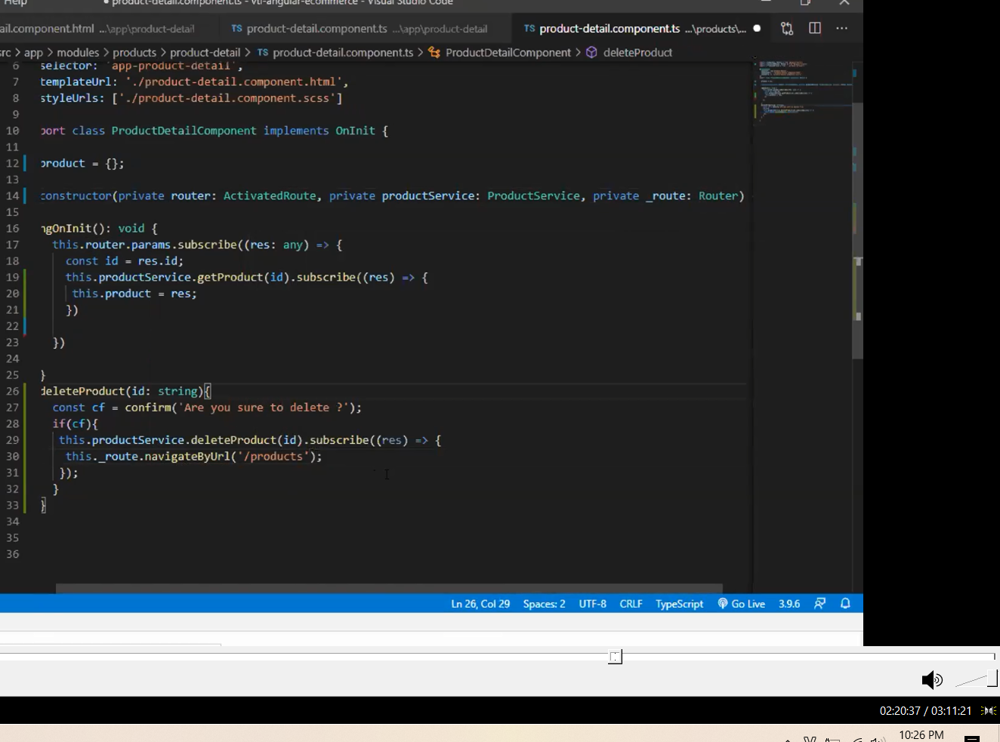 Help
product-detail.component.ts - vti-angular-ecommerce - Visual Studio Code
ail.component.html ...\app\product-detail
TS product-detail.component.ts ...\app\product-detail
TS product-detail.component.ts ...\products\...
src > app > modules > products > product-detail > TS product-detail.component.ts > ProductDetailComponent > deleteProduct
6 selector: 'app-product-detail',
7 templateUrl: './product-detail.component.html',
8 styleUrls: ['./product-detail.component.scss']
9
10 port class ProductDetailComponent implements OnInit {
11
12 product = {};
13
14 constructor(private router: ActivatedRoute, private productService: ProductService, private _route: Router)
15
16 ngOnInit(): void {
17 this.router.params.subscribe((res: any) => {
18 const id = res.id;
19 this.productService.getProduct(id).subscribe((res) => {
20 this.product = res;
21 })
22
23 })
24
25 }
26 deleteProduct(id: string){
27 const cf = confirm('Are you sure to delete ?');
28 if(cf){
29 this.productService.deleteProduct(id).subscribe((res) => {
30 this._route.navigateByUrl('/products');
31 });
32 }
33 }
34
35
36
Ln 26, Col 29 Spaces: 2 UTF-8 CRLF TypeScript Go Live 3.9.6
02:20:37 / 03:11:21
10:26 PM